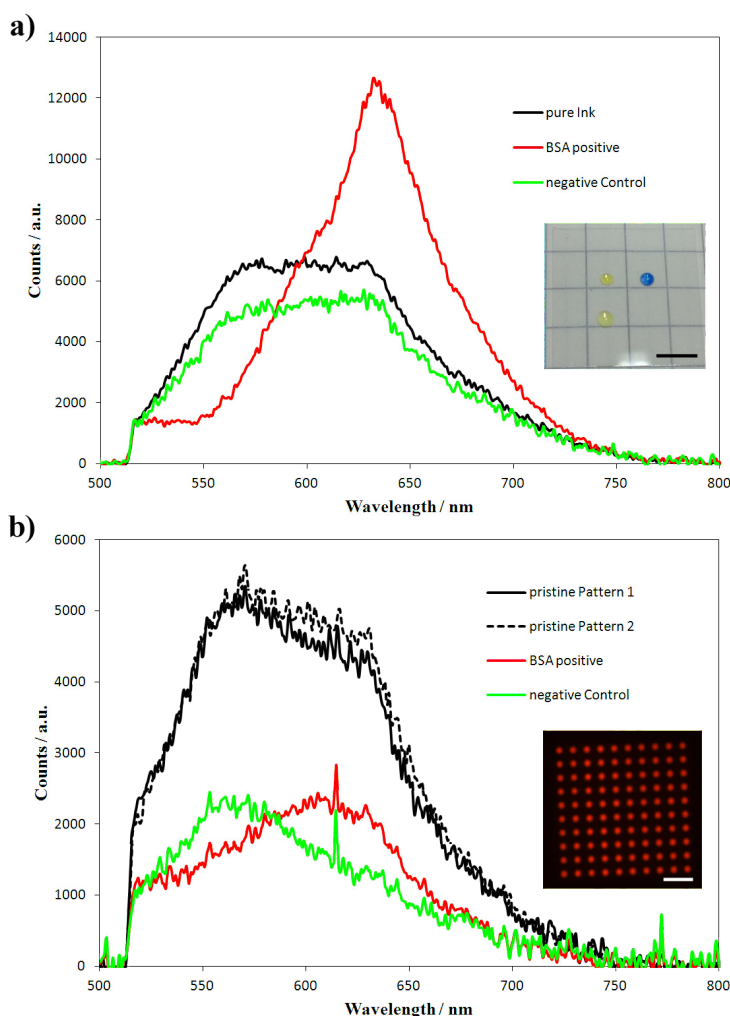 a)
14000
12000
10000
8000
6000
4000
2000
0
Counts / a.u.
pure Ink
BSA positive
negative Control
500 550 600 650 700 750 800
Wavelength / nm
b)
6000
5000
4000
3000
2000
1000
0
Counts / a.u.
pristine Pattern 1
pristine Pattern 2
BSA positive
negative Control
500 550 600 650 700 750 800
Wavelength / nm